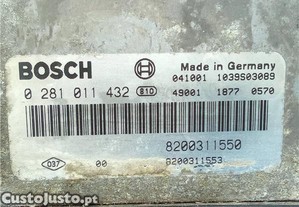 BOSCH
Made in Germany
041001 1039S03089
0 281 011 432 810
49001 1877 0570
8200311550
037 00 8200311553
CustoJusto.pt